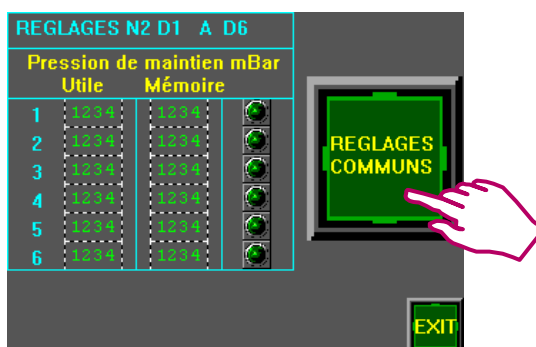 REGLAGES N2 D1 A D6
Pression de maintien mBar
Utile Mémoire
1 1234 1234
2 1234 1234
3 1234 1234
4 1234 1234
5 1234 1234
6 1234 1234
REGLAGES
COMMUNS
EXIT